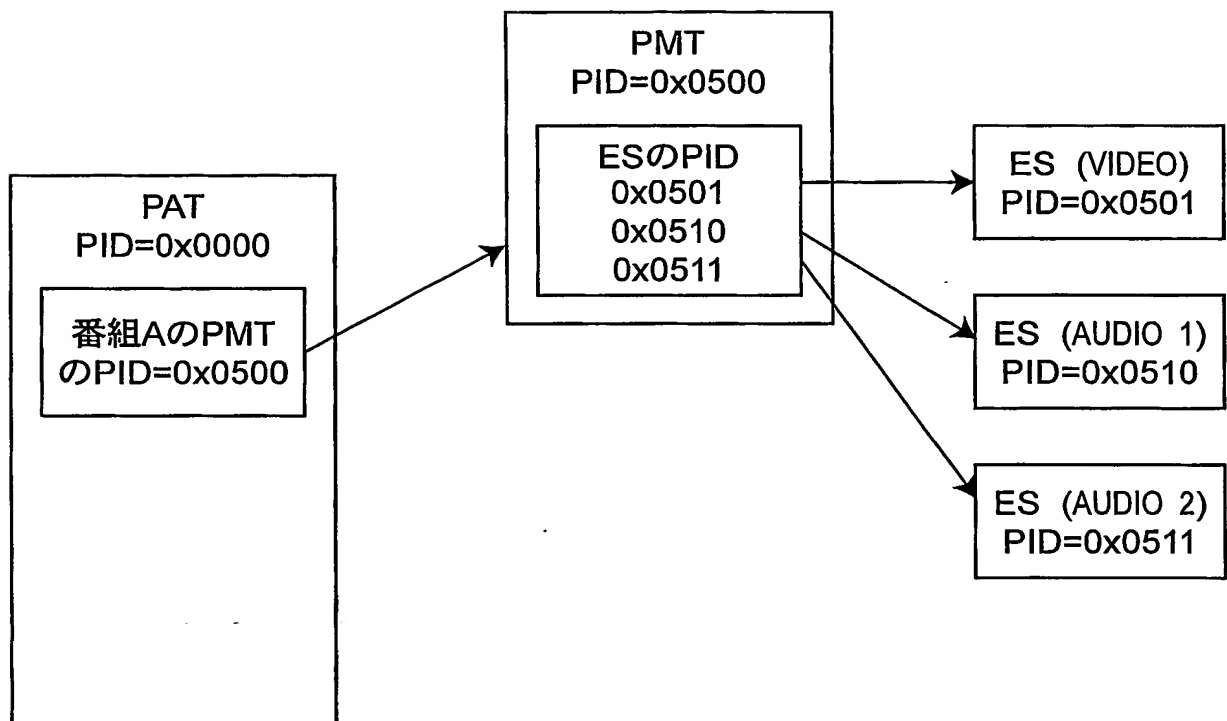 PAT
PID=0x0000
番組AのPMT
のPID=0x0500
PMT
PID=0x0500
ESのPID
0x0501
0x0510
0x0511
ES (VIDEO)
PID=0x0501
ES (AUDIO 1)
PID=0x0510
ES (AUDIO 2)
PID=0x0511